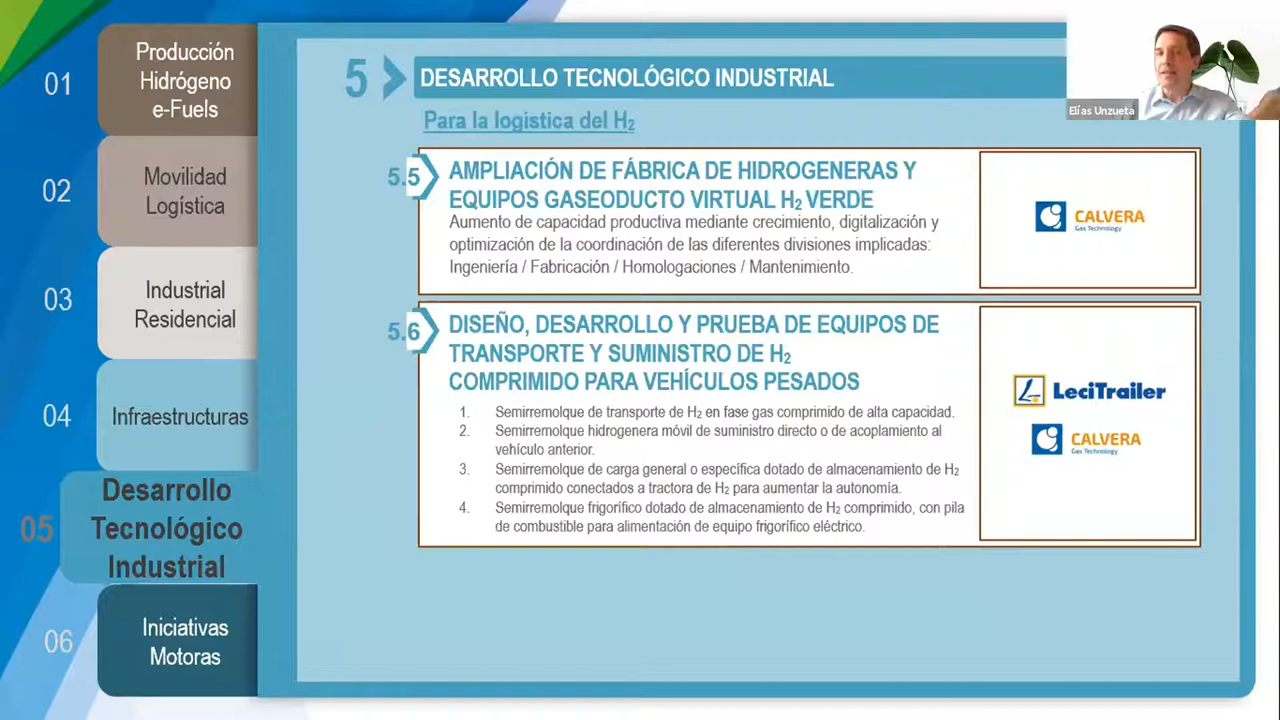 01
Producción
Hidrógeno
e-Fuels
02
Movilidad
Logística
03
Industrial
Residencial
04
Infraestructuras
05
Desarrollo
Tecnológico
Industrial
06
Iniciativas
Motoras
5
DESARROLLO TECNOLÓGICO INDUSTRIAL
Para la logística del H₂
5.5
AMPLIACIÓN DE FÁBRICA DE HIDROGENERAS Y
EQUIPOS GASEODUCTO VIRTUAL H₂ VERDE
Aumento de capacidad productiva mediante crecimiento, digitalización y
optimización de la coordinación de las diferentes divisiones implicadas:
Ingeniería / Fabricación / Homologaciones / Mantenimiento.
CALVERA
Gas Technology
5.6
DISEÑO, DESARROLLO Y PRUEBA DE EQUIPOS DE
TRANSPORTE Y SUMINISTRO DE H₂
COMPRIMIDO PARA VEHÍCULOS PESADOS
1. Semirremolque de transporte de H₂ en fase gas comprimido de alta capacidad.
2. Semirremolque hidrogenera móvil de suministro directo o de acoplamiento al
vehículo anterior.
3. Semirremolque de carga general o específica dotado de almacenamiento de H₂
comprimido conectados a tractora de H₂ para aumentar la autonomía.
4. Semirremolque frigorífico dotado de almacenamiento de H₂ comprimido, con pila
de combustible para alimentación de equipo frigorífico eléctrico.
LeciTrailer
CALVERA
Gas Technology
Elías Unzueta